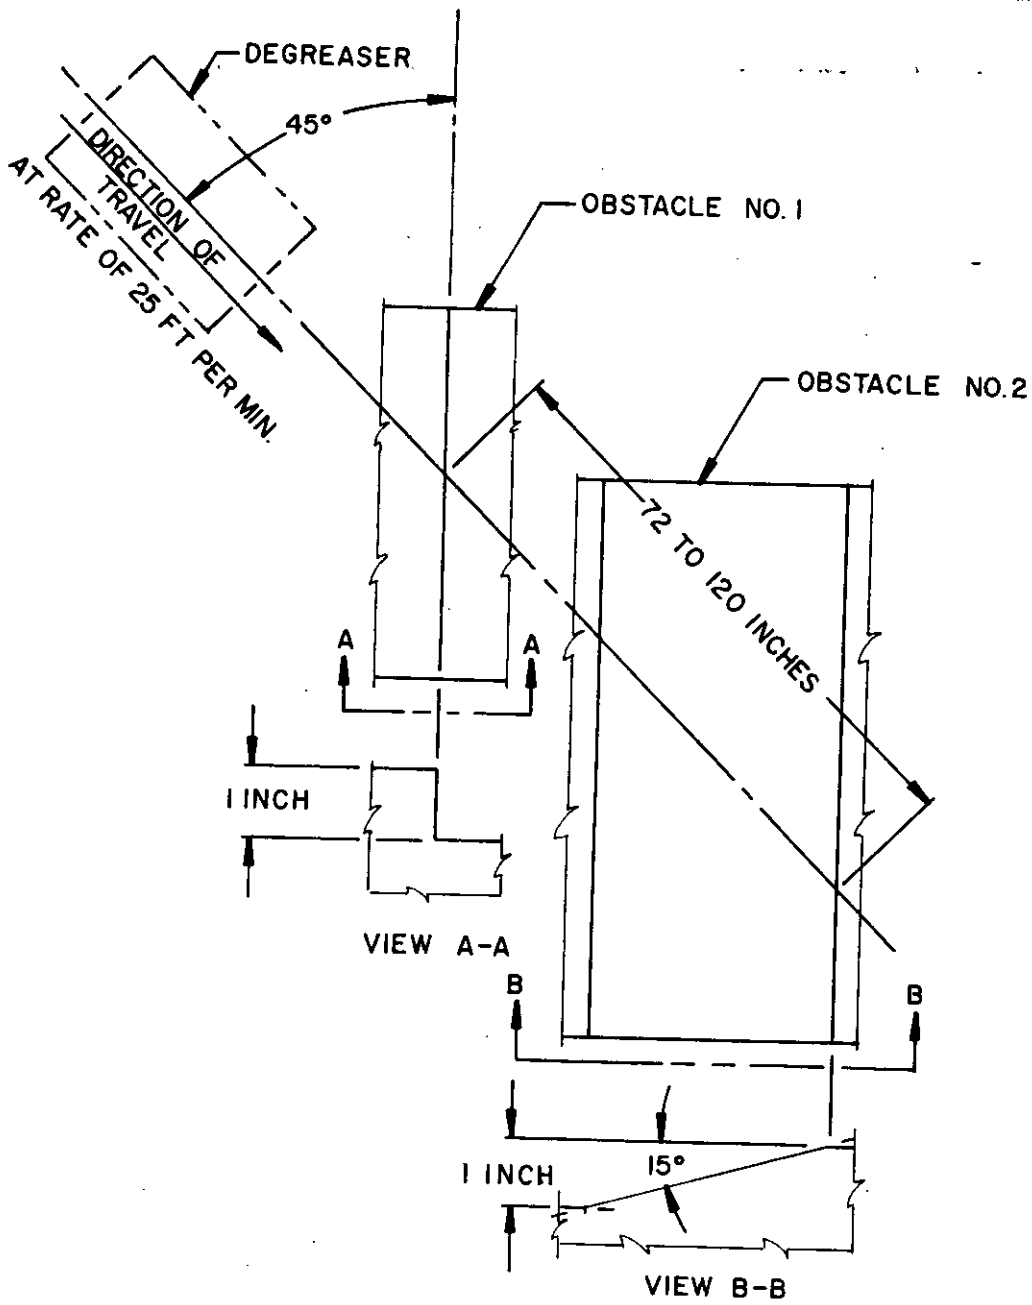 DEGREASER
45°
DIRECTION OF
TRAVEL
AT RATE OF 25 FT PER MIN.
OBSTACLE NO. 1
OBSTACLE NO. 2
72 TO 120 INCHES
A A
1 INCH
VIEW A-A
B B
15°
1 INCH
VIEW B-B